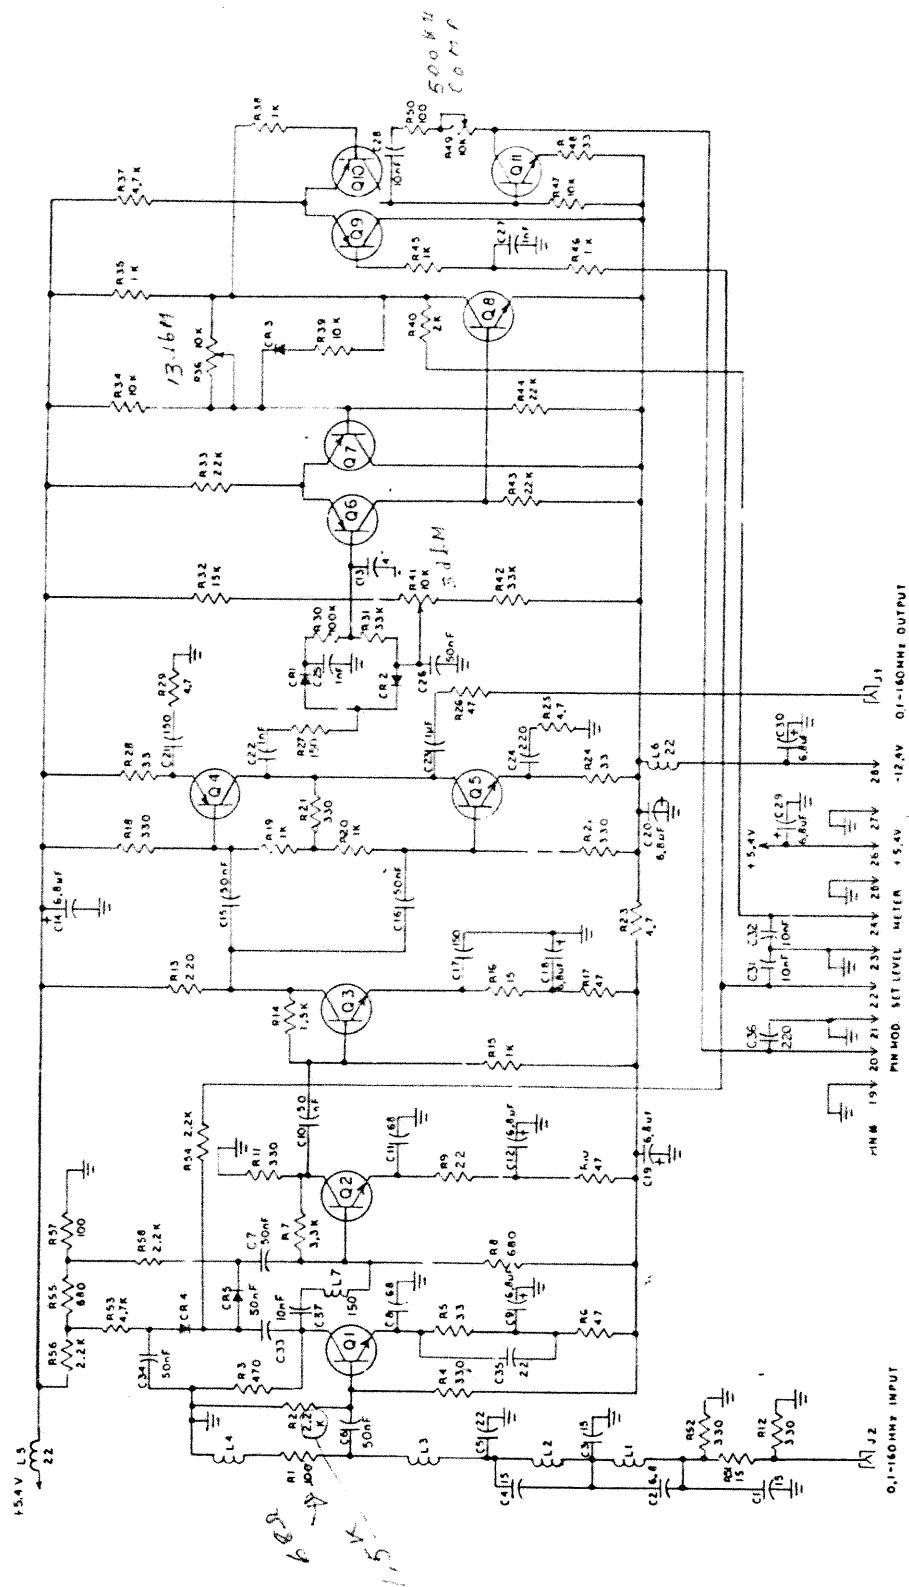 +5.4V L5
22
R56
2.2K
R55
680
R57
100
R53
4.7K
R58
2.2K
C34
50nF
CR4
CR5
50nF
C33
C7
50nF
R54 2.2K
R11
330
R3
470
10nF
C37
L7
150
R7
3.3K
L4
R1
100
R2
2.2
K
C6
50nF
Q1
Q2
C10
50
nF
R4
330
C8
68
R5
33
C35
22
C9
6.8uF
R6
47
R8
680
C11
68
R9
22
C12
6.8uF
47
C19
6.8uF
L3
C5
22
C4
15
L2
C3
15
L1
C2
6.8
C1
15
R52
330
15
R12
330
J2
0,1-160MHz INPUT
C14 6.8uF
R13
220
R14
1.5K
Q3
R15
1K
C15
50nF
C16
50nF
C17
150
R16
15
C18
6.8uF
R17
47
R18
330
R28
33
C21
150
R29
4.7
Q4
R19
1K
R20
1K
R21
330
C22
1nF
R27
150
Q5
330
R23
4.7
C20
6.8uF
C23
1uF
R26
47
C24
220
R25
4.7
R24
33
L6
22
CR1
C25
1nF
CR2
R30
100K
R31
33K
C26
50nF
R32
15K
C13
R41
10K
R42
33K
R33
22K
Q6
Q7
R43
22K
R34
10K
R36
10K
R35
1K
CR3
R39
10K
R40
2K
Q8
R44
22K
R37
4.7K
R38
1K
Q9
Q10
R45
1K
C27
1nF
R46
1K
C28
10nF
R50
100
R49
10K
Q11
R47
10K
R
48
33
C30
6.8uF
C29
6.8uF
+5.4V
C32
10nF
C31
10nF
C36
220
PIN #
19 20 21 22 23 24 25 26 27 28
PIN MOD.
SET LEVEL
METER
+5.4V
-12.4V
J1
0,1-160MHz OUTPUT
13.16M
500
COMP
68Ω
1.5K